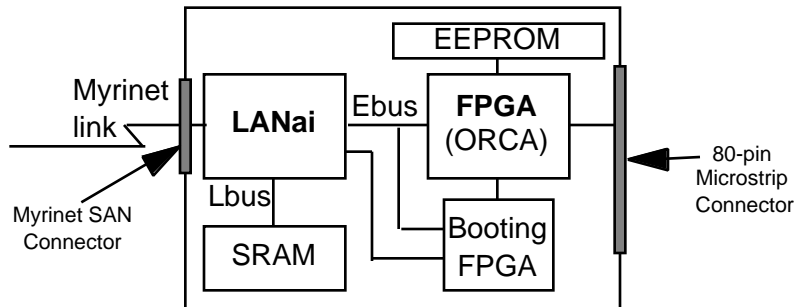 EEPROM
Myrinet
link
LANai
Ebus
FPGA
(ORCA)
80-pin
Microstrip
Connector
Myrinet SAN
Connector
Lbus
SRAM
Booting
FPGA